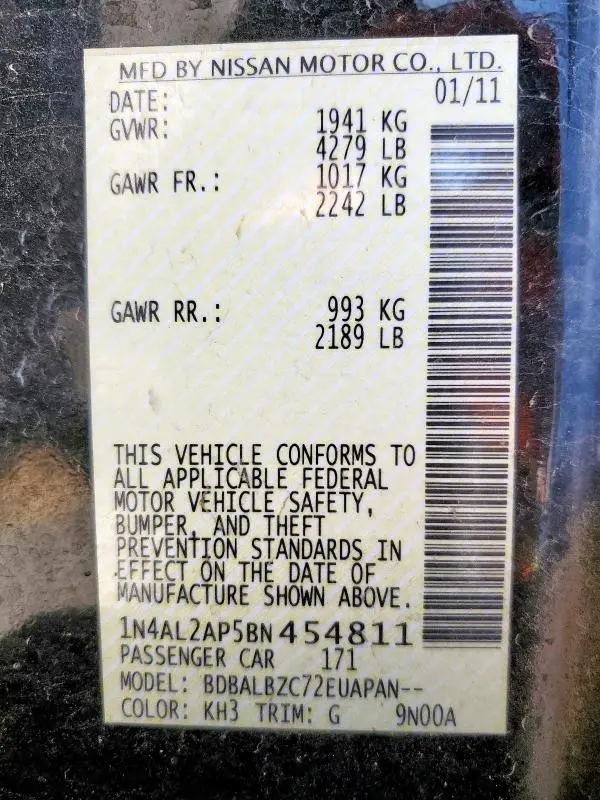 MFD BY NISSAN MOTOR CO., LTD.
DATE: 01/11
GVWR: 1941 KG
4279 LB
GAWR FR.: 1017 KG
2242 LB
GAWR RR.: 993 KG
2189 LB
THIS VEHICLE CONFORMS TO
ALL APPLICABLE FEDERAL
MOTOR VEHICLE SAFETY,
BUMPER, AND THEFT
PREVENTION STANDARDS IN
EFFECT ON THE DATE OF
MANUFACTURE SHOWN ABOVE.
1N4AL2AP5BN454811
PASSENGER CAR 171
MODEL: BDBALBZC72EUAPAN--
COLOR: KH3 TRIM: G 9N00A